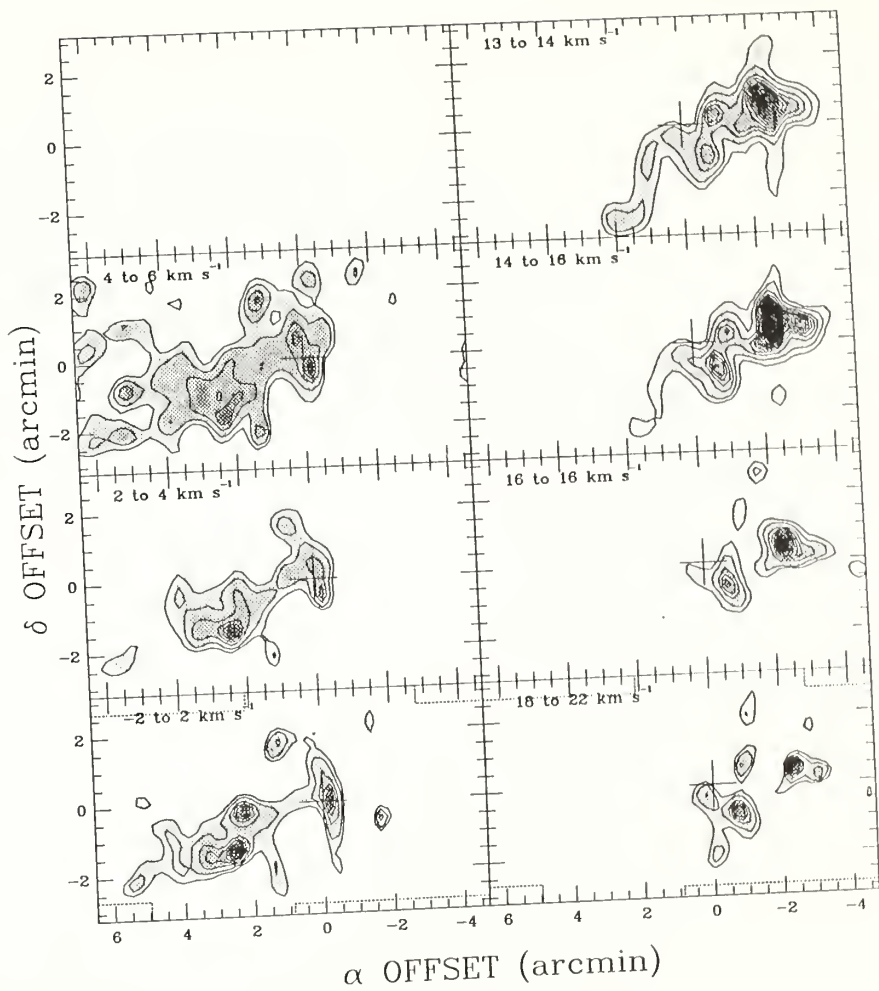 13 to 14 km s⁻¹
2
0
−2
4 to 6 km s⁻¹
14 to 16 km s⁻¹
2
0
−2
2 to 4 km s⁻¹
16 to 16 km s⁻¹
2
0
−2
−2 to 2 km s⁻¹
18 to 22 km s⁻¹
2
0
−2
6 4 2 0 −2 −4 6 4 2 0 −2 −4
δ OFFSET (arcmin)
α OFFSET (arcmin)